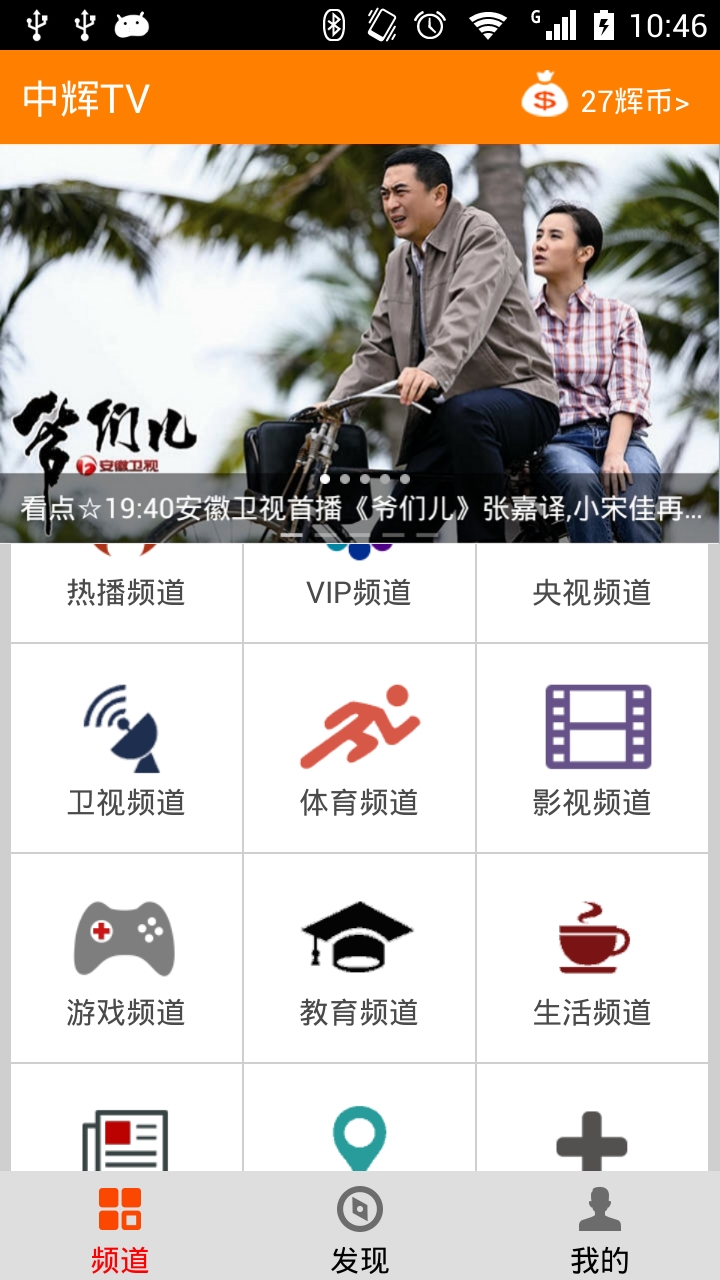 G 10:46
中辉TV
$ 27辉币>
爷们儿
安徽卫视
看点☆19:40安徽卫视首播《爷们儿》张嘉译,小宋佳再...
热播频道 VIP频道 央视频道
卫视频道 体育频道 影视频道
游戏频道 教育频道 生活频道
频道 发现 我的